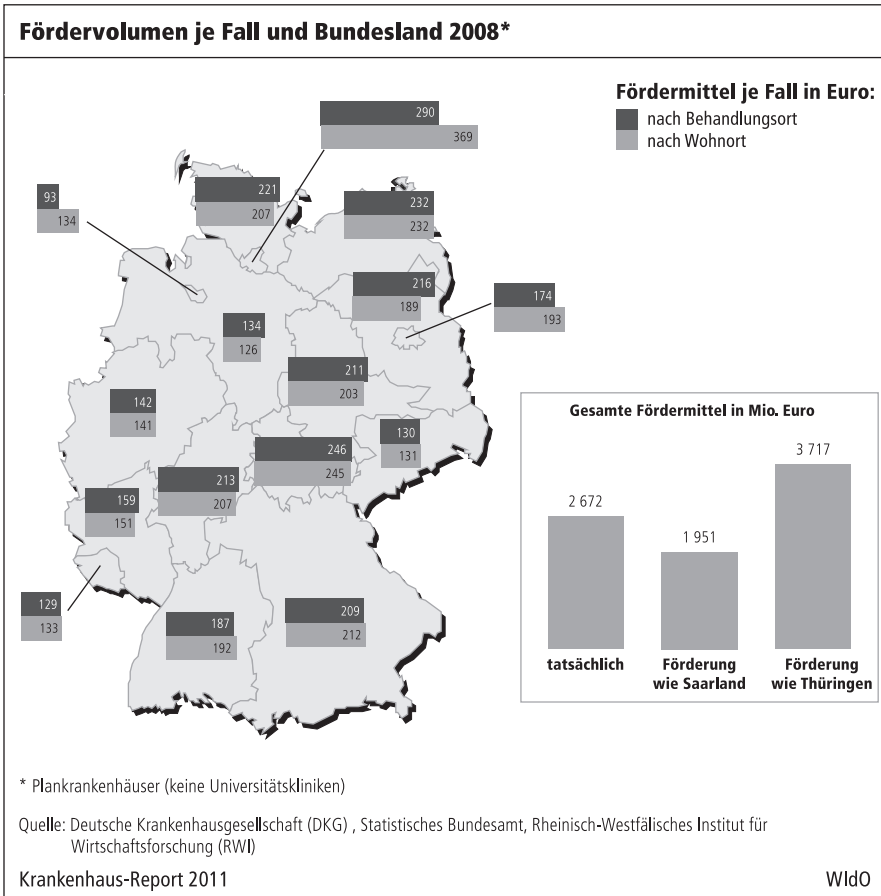 Fördervolumen je Fall und Bundesland 2008*
Fördermittel je Fall in Euro:
nach Behandlungsort
nach Wohnort
290
369
93
134
221
207
232
232
216
189
174
193
134
126
211
203
142
141
130
131
246
245
213
207
159
151
129
133
187
192
209
212
Gesamte Fördermittel in Mio. Euro
3 717
2 672
1 951
tatsächlich
Förderung
wie Saarland
Förderung
wie Thüringen
* Plankrankenhäuser (keine Universitätskliniken)
Quelle: Deutsche Krankenhausgesellschaft (DKG) , Statistisches Bundesamt, Rheinisch-Westfälisches Institut für
Wirtschaftsforschung (RWI)
Krankenhaus-Report 2011
WIdO